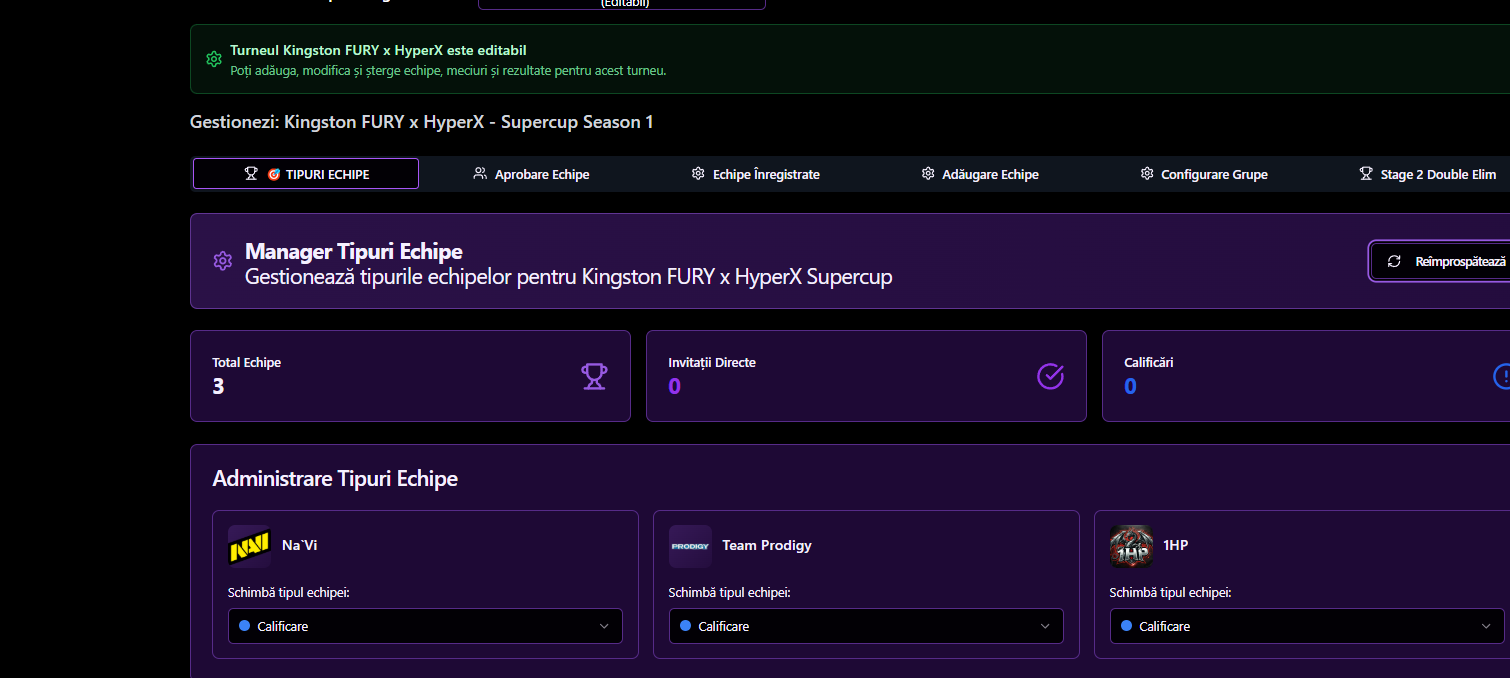 (Editabil)
Turneul Kingston FURY x HyperX este editabil
Poți adăuga, modifica și șterge echipe, meciuri și rezultate pentru acest turneu.
Gestionezi: Kingston FURY x HyperX - Supercup Season 1
TIPURI ECHIPE
Aprobare Echipe
Echipe Înregistrate
Adăugare Echipe
Configurare Grupe
Stage 2 Double Elim
Manager Tipuri Echipe
Gestionează tipurile echipelor pentru Kingston FURY x HyperX Supercup
Reîmprospătează
Total Echipe
3
Invitații Directe
0
Calificări
0
Administrare Tipuri Echipe
NAVI
Na`Vi
Schimbă tipul echipei:
Calificare
PRODIGY
Team Prodigy
Schimbă tipul echipei:
Calificare
1HP
1HP
Schimbă tipul echipei:
Calificare